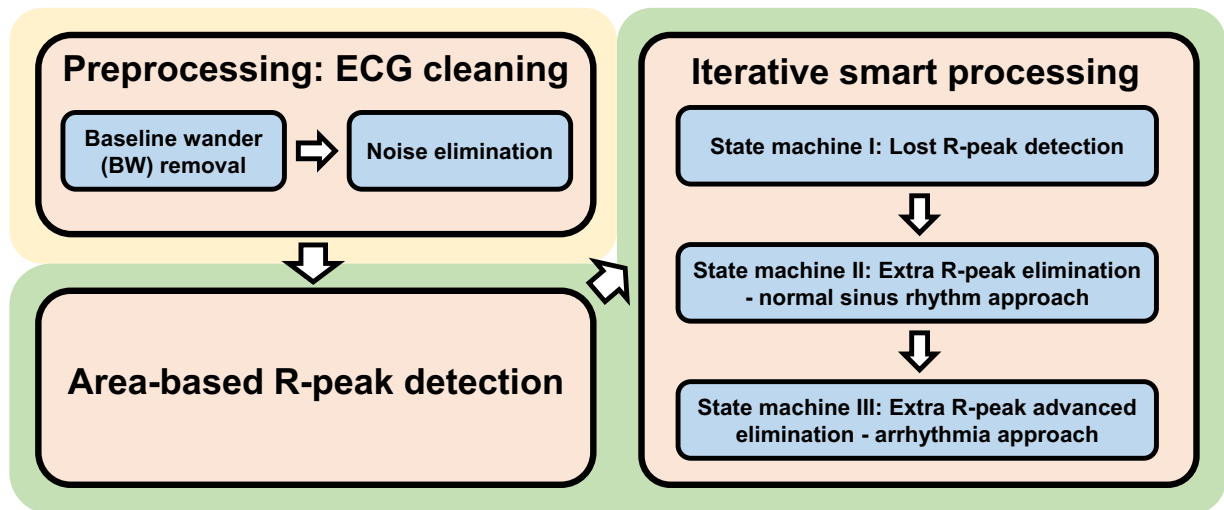 Preprocessing: ECG cleaning
Baseline wander
(BW) removal
Noise elimination
Area-based R-peak detection
Iterative smart processing
State machine I: Lost R-peak detection
State machine II: Extra R-peak elimination
- normal sinus rhythm approach
State machine III: Extra R-peak advanced
elimination - arrhythmia approach